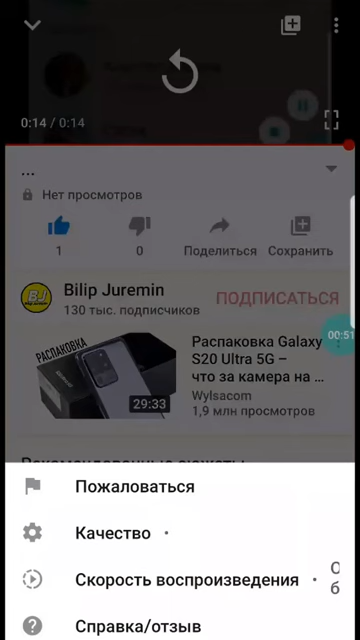 0:14 / 0:14
...
Нет просмотров
1
0
Поделиться
Сохранить
BJ
Bilip Juremin
130 тыс. подписчиков
ПОДПИСАТЬСЯ
РАСПАКОВКА
29:33
Распаковка Galaxy
S20 Ultra 5G –
что за камера на ...
Wylsacom
1,9 млн просмотров
00:51
Пожаловаться
Качество •
Скорость воспроизведения •
Справка/отзыв